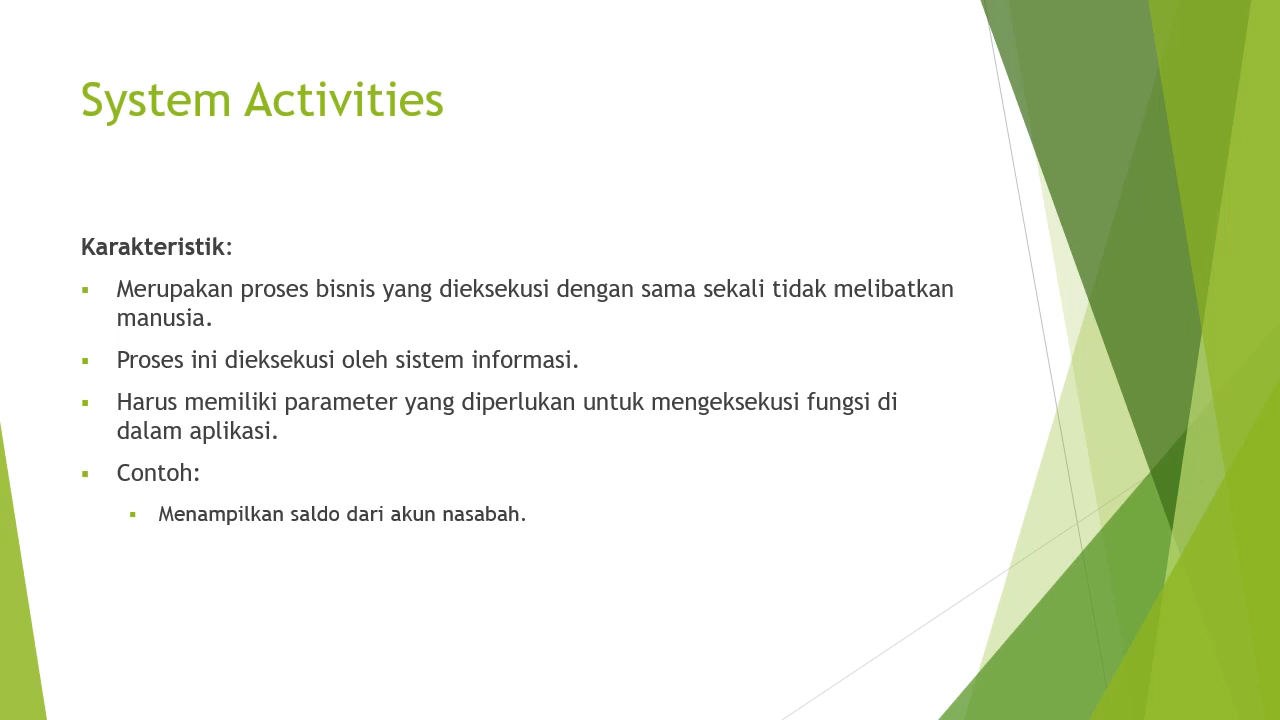 System Activities
Karakteristik:
▪ Merupakan proses bisnis yang dieksekusi dengan sama sekali tidak melibatkan
manusia.
▪ Proses ini dieksekusi oleh sistem informasi.
▪ Harus memiliki parameter yang diperlukan untuk mengeksekusi fungsi di
dalam aplikasi.
▪ Contoh:
▪ Menampilkan saldo dari akun nasabah.